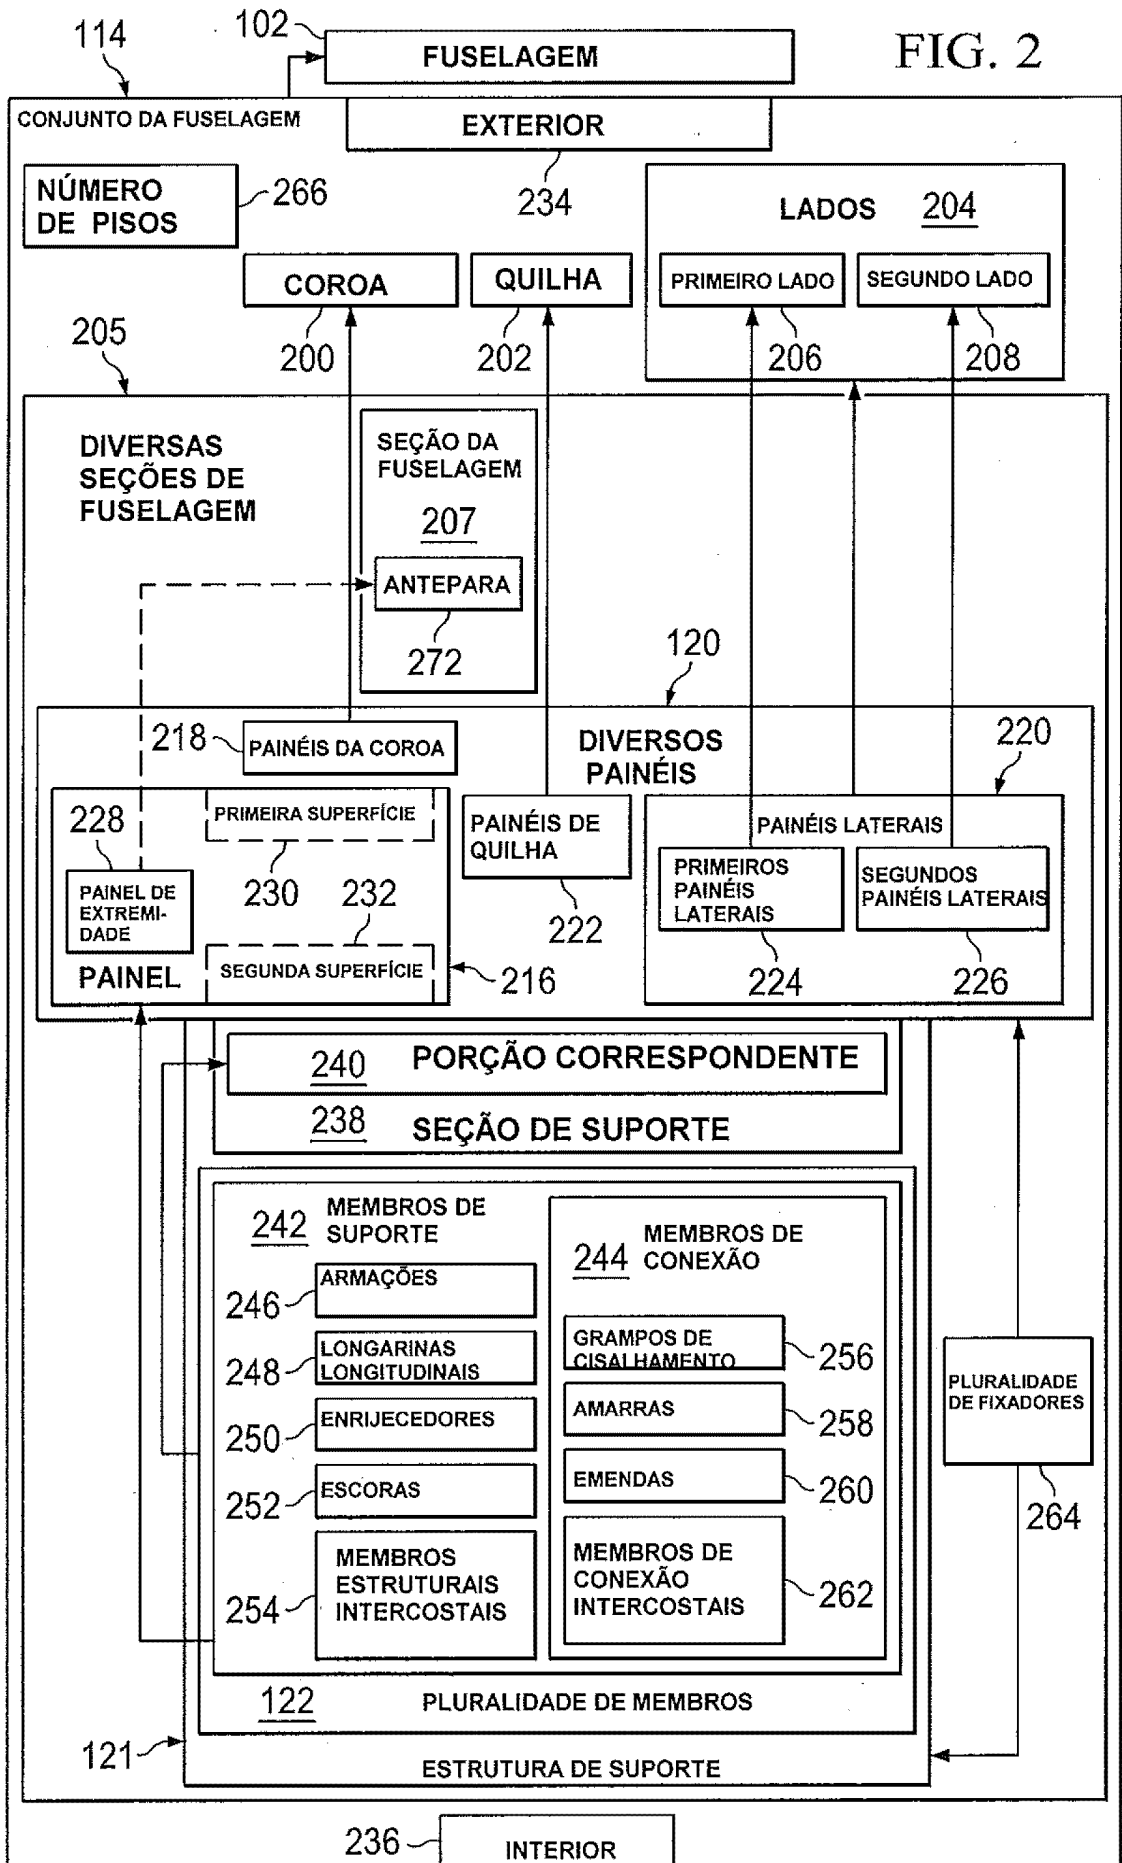 102
FUSELAGEM
FIG. 2
114
CONJUNTO DA FUSELAGEM
EXTERIOR
234
NÚMERO
DE PISOS
266
LADOS 204
COROA
200
QUILHA
202
PRIMEIRO LADO
206
SEGUNDO LADO
208
205
DIVERSAS
SEÇÕES DE
FUSELAGEM
SEÇÃO DA
FUSELAGEM
207
ANTEPARA
272
120
218
PAINÉIS DA COROA
DIVERSOS
PAINÉIS
220
228
PRIMEIRA SUPERFÍCIE
230
PAINEL DE
EXTREMI-
DADE
232
SEGUNDA SUPERFÍCIE
PAINEL
216
PAINÉIS DE
QUILHA
222
PAINÉIS LATERAIS
PRIMEIROS
PAINÉIS
LATERAIS
224
SEGUNDOS
PAINÉIS LATERAIS
226
240 PORÇÃO CORRESPONDENTE
238 SEÇÃO DE SUPORTE
242
MEMBROS DE
SUPORTE
246
ARMAÇÕES
248
LONGARINAS
LONGITUDINAIS
250
ENRIJECEDORES
252
ESCORAS
254
MEMBROS
ESTRUTURAIS
INTERCOSTAIS
244
MEMBROS DE
CONEXÃO
GRAMPOS DE
CISALHAMENTO
256
AMARRAS
258
EMENDAS
260
MEMBROS DE
CONEXÃO
INTERCOSTAIS
262
PLURALIDADE
DE FIXADORES
264
122 PLURALIDADE DE MEMBROS
121
ESTRUTURA DE SUPORTE
236
INTERIOR